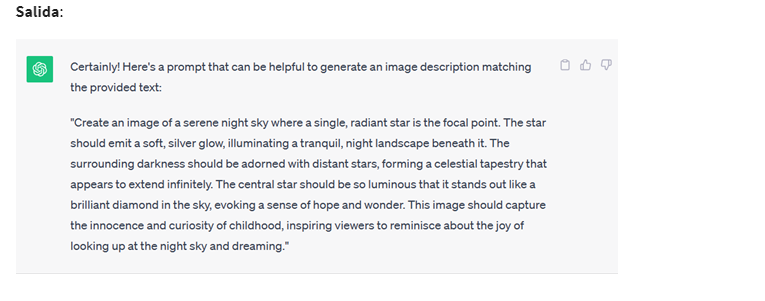 Salida:
Certainly! Here's a prompt that can be helpful to generate an image description matching
the provided text:
"Create an image of a serene night sky where a single, radiant star is the focal point. The star
should emit a soft, silver glow, illuminating a tranquil, night landscape beneath it. The
surrounding darkness should be adorned with distant stars, forming a celestial tapestry that
appears to extend infinitely. The central star should be so luminous that it stands out like a
brilliant diamond in the sky, evoking a sense of hope and wonder. This image should capture
the innocence and curiosity of childhood, inspiring viewers to reminisce about the joy of
looking up at the night sky and dreaming."